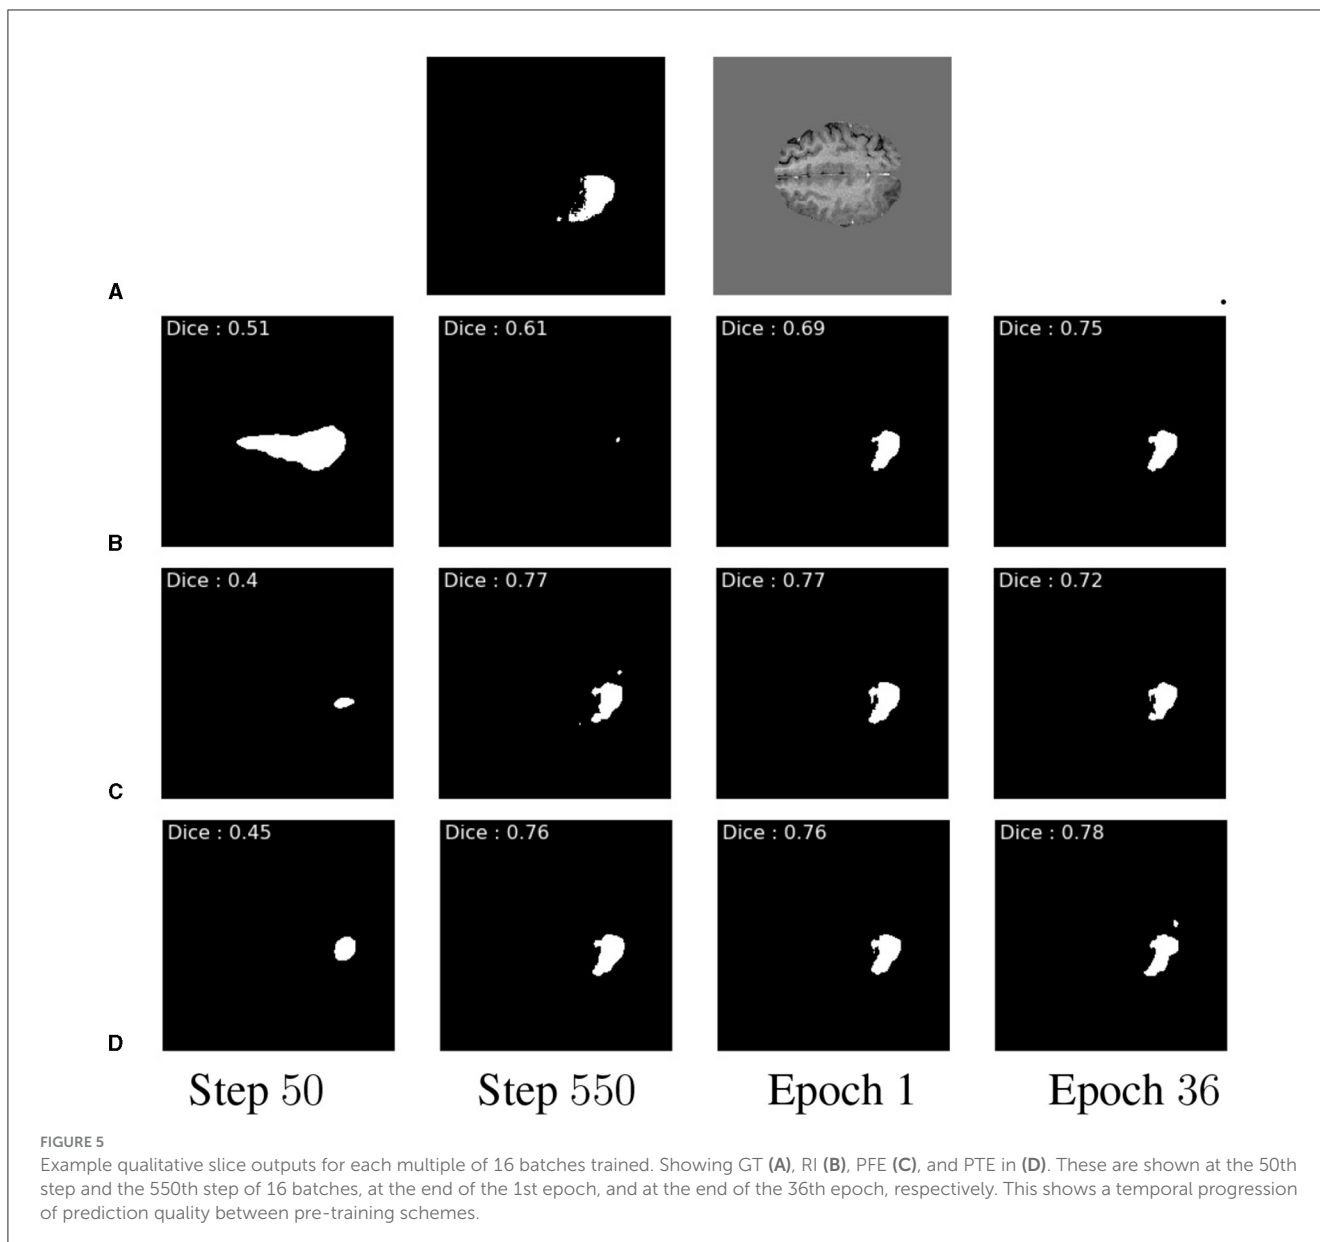 A
Dice : 0.51
Dice : 0.61
Dice : 0.69
Dice : 0.75
B
Dice : 0.4
Dice : 0.77
Dice : 0.77
Dice : 0.72
C
Dice : 0.45
Dice : 0.76
Dice : 0.76
Dice : 0.78
D
Step 50
Step 550
Epoch 1
Epoch 36
FIGURE 5
Example qualitative slice outputs for each multiple of 16 batches trained. Showing GT (A), RI (B), PFE (C), and PTE in (D). These are shown at the 50th
step and the 550th step of 16 batches, at the end of the 1st epoch, and at the end of the 36th epoch, respectively. This shows a temporal progression
of prediction quality between pre-training schemes.